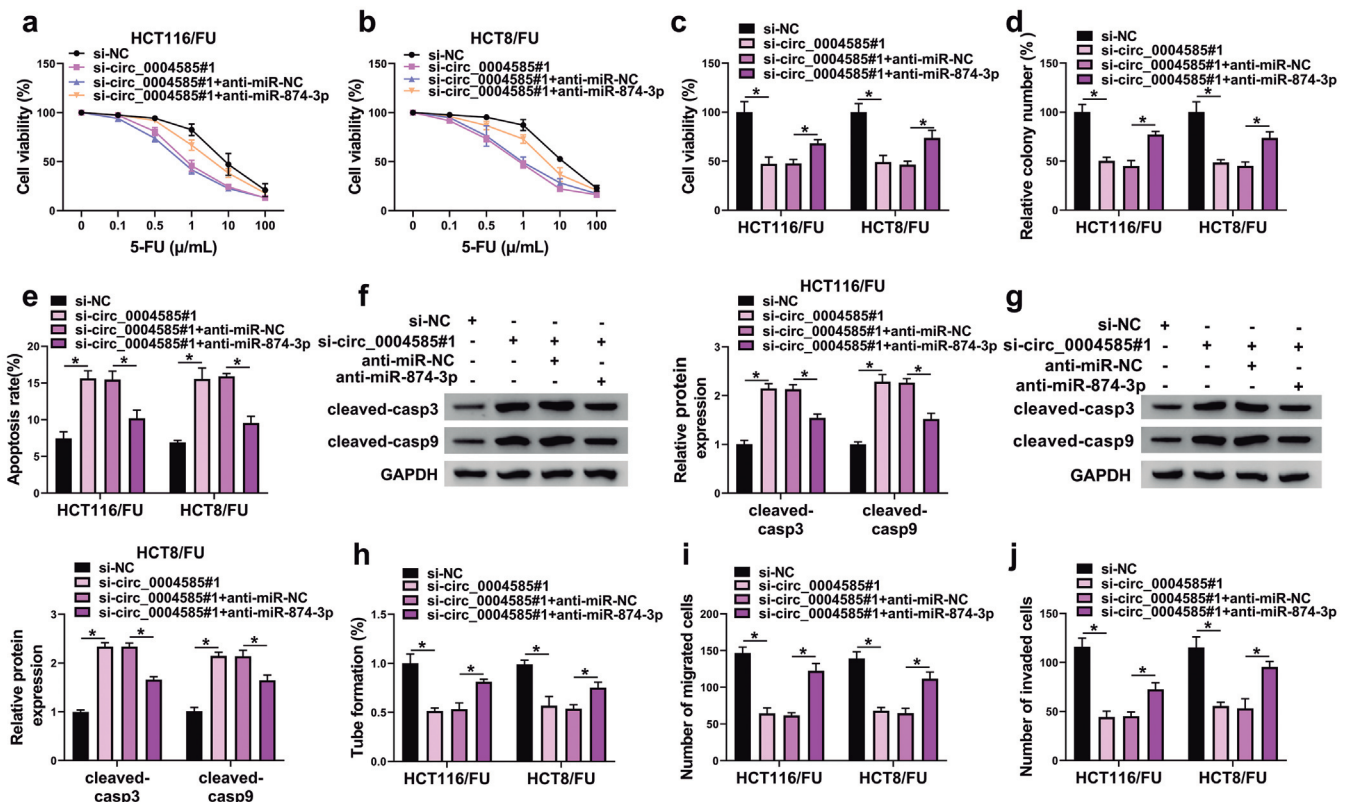 a
HCT116/FU
si-NC
si-circ_0004585#1
si-circ_0004585#1+anti-miR-NC
si-circ_0004585#1+anti-miR-874-3p
Cell viability (%)
150
100
50
0
0 0.1 0.5 1 10 100
5-FU (μ/mL)
b
HCT8/FU
si-NC
si-circ_0004585#1
si-circ_0004585#1+anti-miR-NC
si-circ_0004585#1+anti-miR-874-3p
Cell viability (%)
150
100
50
0
0 0.1 0.5 1 10 100
5-FU (μ/mL)
c
si-NC
si-circ_0004585#1
si-circ_0004585#1+anti-miR-NC
si-circ_0004585#1+anti-miR-874-3p
Cell viability (%)
150
100
50
0
* * * *
HCT116/FU HCT8/FU
d
si-NC
si-circ_0004585#1
si-circ_0004585#1+anti-miR-NC
si-circ_0004585#1+anti-miR-874-3p
Relative colony number (%)
150
100
50
0
* * * *
HCT116/FU HCT8/FU
e
si-NC
si-circ_0004585#1
si-circ_0004585#1+anti-miR-NC
si-circ_0004585#1+anti-miR-874-3p
Apoptosis rate(%)
20
15
10
5
0
* * * *
HCT116/FU HCT8/FU
f
si-NC + - - -
si-circ_0004585#1 - + + +
anti-miR-NC - - + -
anti-miR-874-3p - - - +
cleaved-casp3
cleaved-casp9
GAPDH
HCT116/FU
si-NC
si-circ_0004585#1
si-circ_0004585#1+anti-miR-NC
si-circ_0004585#1+anti-miR-874-3p
Relative protein
expression
3
2
1
0
* * * *
cleaved- cleaved-
casp3 casp9
g
si-NC + - - -
si-circ_0004585#1 - + + +
anti-miR-NC - - + -
anti-miR-874-3p - - - +
cleaved-casp3
cleaved-casp9
GAPDH
HCT8/FU
si-NC
si-circ_0004585#1
si-circ_0004585#1+anti-miR-NC
si-circ_0004585#1+anti-miR-874-3p
Relative protein
expression
3
2
1
0
* * * *
cleaved- cleaved-
casp3 casp9
h
si-NC
si-circ_0004585#1
si-circ_0004585#1+anti-miR-NC
si-circ_0004585#1+anti-miR-874-3p
Tube formation (%)
1.5
1.0
0.5
0.0
* * * *
HCT116/FU HCT8/FU
i
si-NC
si-circ_0004585#1
si-circ_0004585#1+anti-miR-NC
si-circ_0004585#1+anti-miR-874-3p
Number of migrated cells
200
150
100
50
0
* * * *
HCT116/FU HCT8/FU
j
si-NC
si-circ_0004585#1
si-circ_0004585#1+anti-miR-NC
si-circ_0004585#1+anti-miR-874-3p
Number of invaded cells
150
100
50
0
* * * *
HCT116/FU HCT8/FU